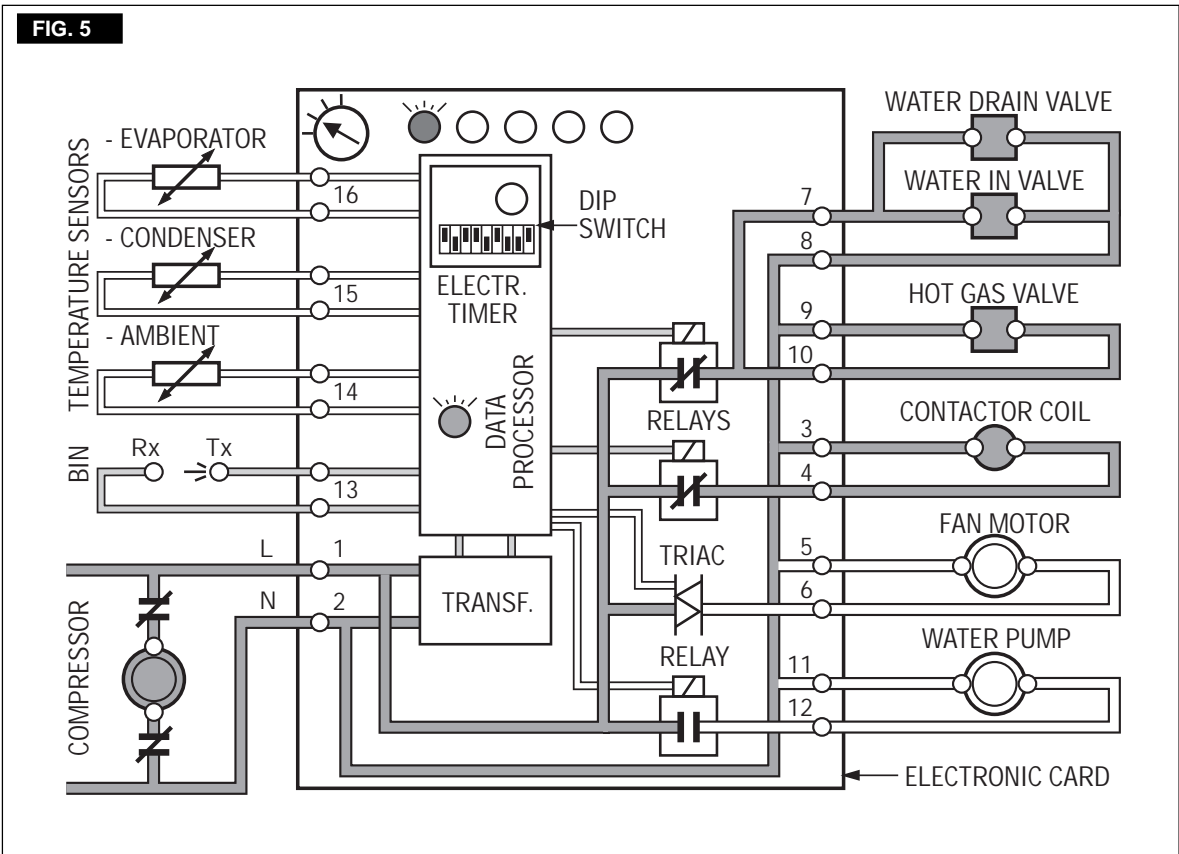 FIG. 5
TEMPERATURE SENSORS
- EVAPORATOR
16
- CONDENSER
15
- AMBIENT
14
BIN
Rx
Tx
13
L
1
N
2
COMPRESSOR
DIP
SWITCH
ELECTR.
TIMER
DATA
PROCESSOR
TRANSF.
RELAYS
TRIAC
RELAY
WATER DRAIN VALVE
WATER IN VALVE
7
8
HOT GAS VALVE
9
10
CONTACTOR COIL
3
4
FAN MOTOR
5
6
WATER PUMP
11
12
ELECTRONIC CARD